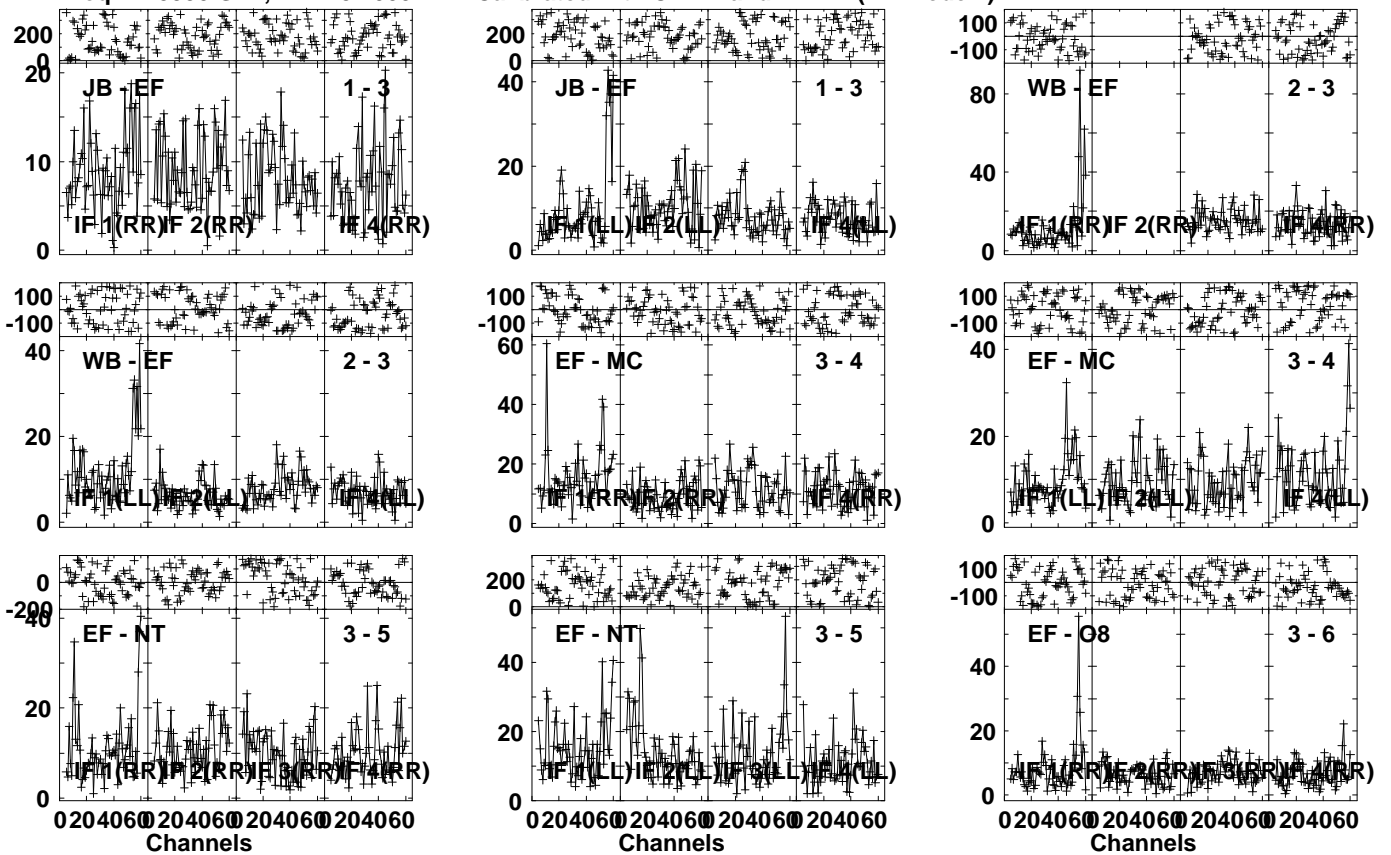 200 200 100
0 0 -100
20 JB - EF 1 - 3 40 JB - EF 1 - 3 80 WB - EF 2 - 3
10 20 60
40
20
IF 1(RR) IF 2(RR) IF 4(RR) IF 1(LL) IF 2(LL) IF 4(LL) IF 1(RR) IF 2(RR) IF 4(RR)
0 0 0
100 100 100
-100 -100 -100
40 WB - EF 2 - 3 60 EF - MC 3 - 4 40 EF - MC 3 - 4
20 40 20
20
IF 1(LL) IF 2(LL) IF 4(LL) IF 1(RR) IF 2(RR) IF 4(RR) IF 1(LL) IF 2(LL) IF 4(LL)
0 0 0
0 200 100
-200 0 -100
40 EF - NT 3 - 5 EF - NT 3 - 5 EF - O8 3 - 6
20 40 40
20 20
IF 1(RR) IF 2(RR) IF 3(RR) IF 4(RR) IF 1(LL) IF 2(LL) IF 3(LL) IF 4(LL) IF 1(RR) IF 2(RR) IF 3(RR) IF 4(RR)
0 0 0
0 20 40 60 0 20 40 60 0 20 40 60 0 20 40 60 0 20 40 60 0 20 40 60 0 20 40 60 0 20 40 60 0 20 40 60 0 20 40 60 0 20 40 60 0 20 40 60
Channels Channels Channels